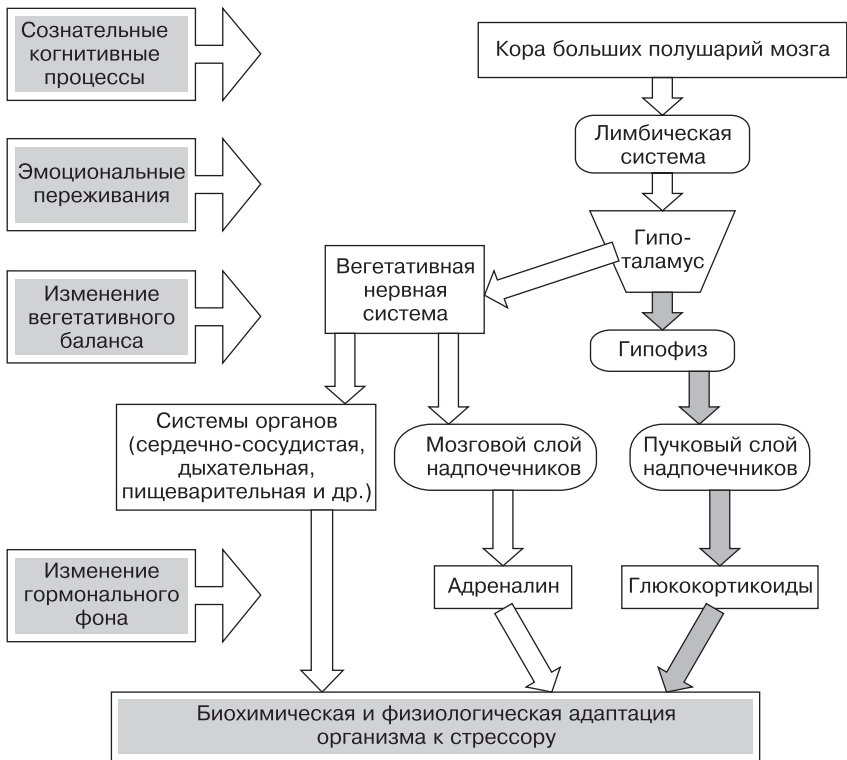 Сознательные
когнитивные
процессы
Кора больших полушарий мозга
Лимбическая
система
Эмоциональные
переживания
Гипо-
таламус
Вегетативная
нервная
система
Изменение
вегетативного
баланса
Гипофиз
Системы органов
(сердечно-сосудистая,
дыхательная,
пищеварительная и др.)
Мозговой слой
надпочечников
Пучковый слой
надпочечников
Изменение
гормонального
фона
Адреналин
Глюкокортикоиды
Биохимическая и физиологическая адаптация
организма к стрессору